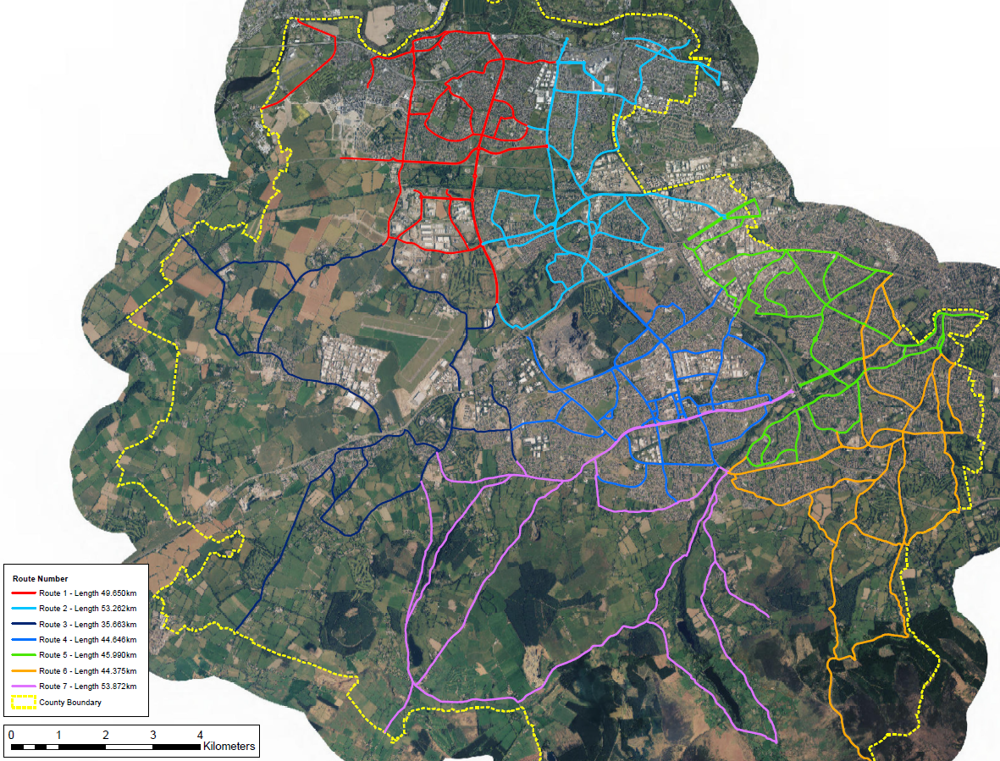 Route Number
Route 1 - Length 49.650km
Route 2 - Length 53.262km
Route 3 - Length 35.663km
Route 4 - Length 44.646km
Route 5 - Length 45.990km
Route 6 - Length 44.375km
Route 7 - Length 53.872km
County Boundary
0 1 2 3 4
Kilometers